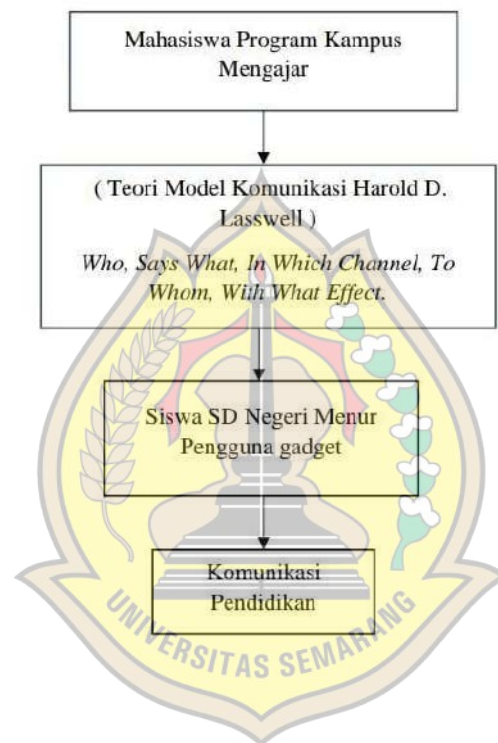 Mahasiswa Program Kampus
Mengajar
( Teori Model Komunikasi Harold D.
Lasswell )
Who, Says What, In Which Channel, To
Whom, With What Effect.
Siswa SD Negeri Menur
Pengguna gadget
Komunikasi
Pendidikan
UNIVERSITAS SEMARANG